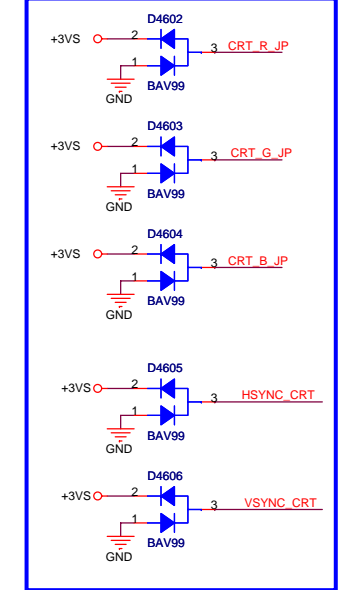 D4602
+3VS 2 3 CRT_R_JP
1
GND BAV99
D4603
+3VS 2 3 CRT_G_JP
1
GND BAV99
D4604
+3VS 2 3 CRT_B_JP
1
GND BAV99
D4605
+3VS 2 3 HSYNC_CRT
1
GND BAV99
D4606
+3VS 2 3 VSYNC_CRT
1
GND BAV99